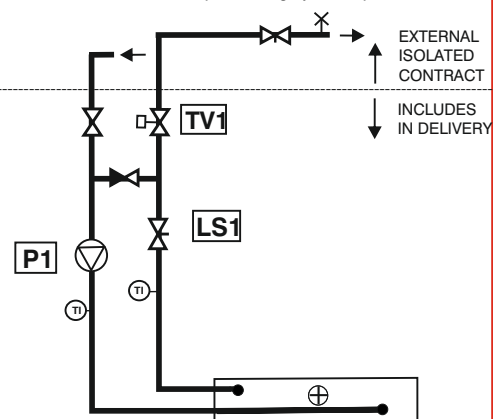 EXTERNAL
ISOLATED
CONTRACT
INCLUDES
IN DELIVERY
TV1
LS1
P1
TI
TI